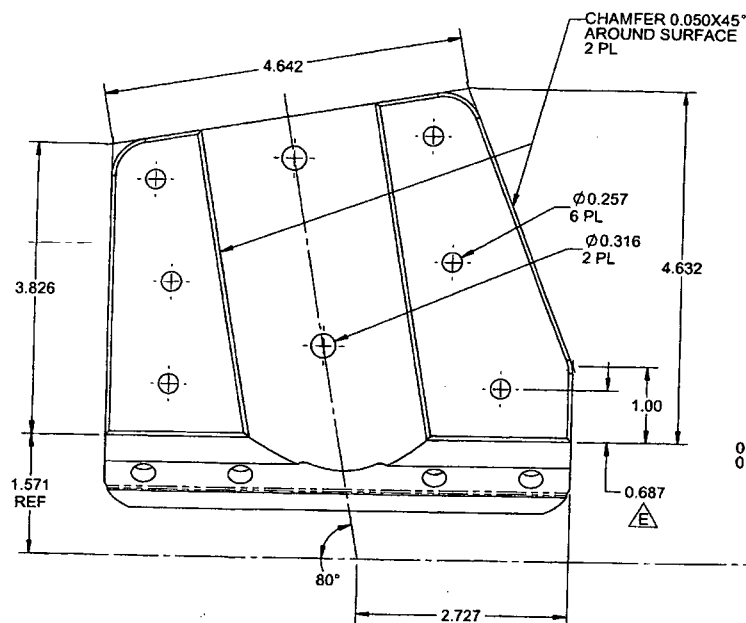 CHAMFER 0.050X45°
AROUND SURFACE
2 PL
4.642
Ø0.257
6 PL
Ø0.316
2 PL
3.826
4.632
1.00
0
0
1.571
REF
0.687
E
80°
2.727